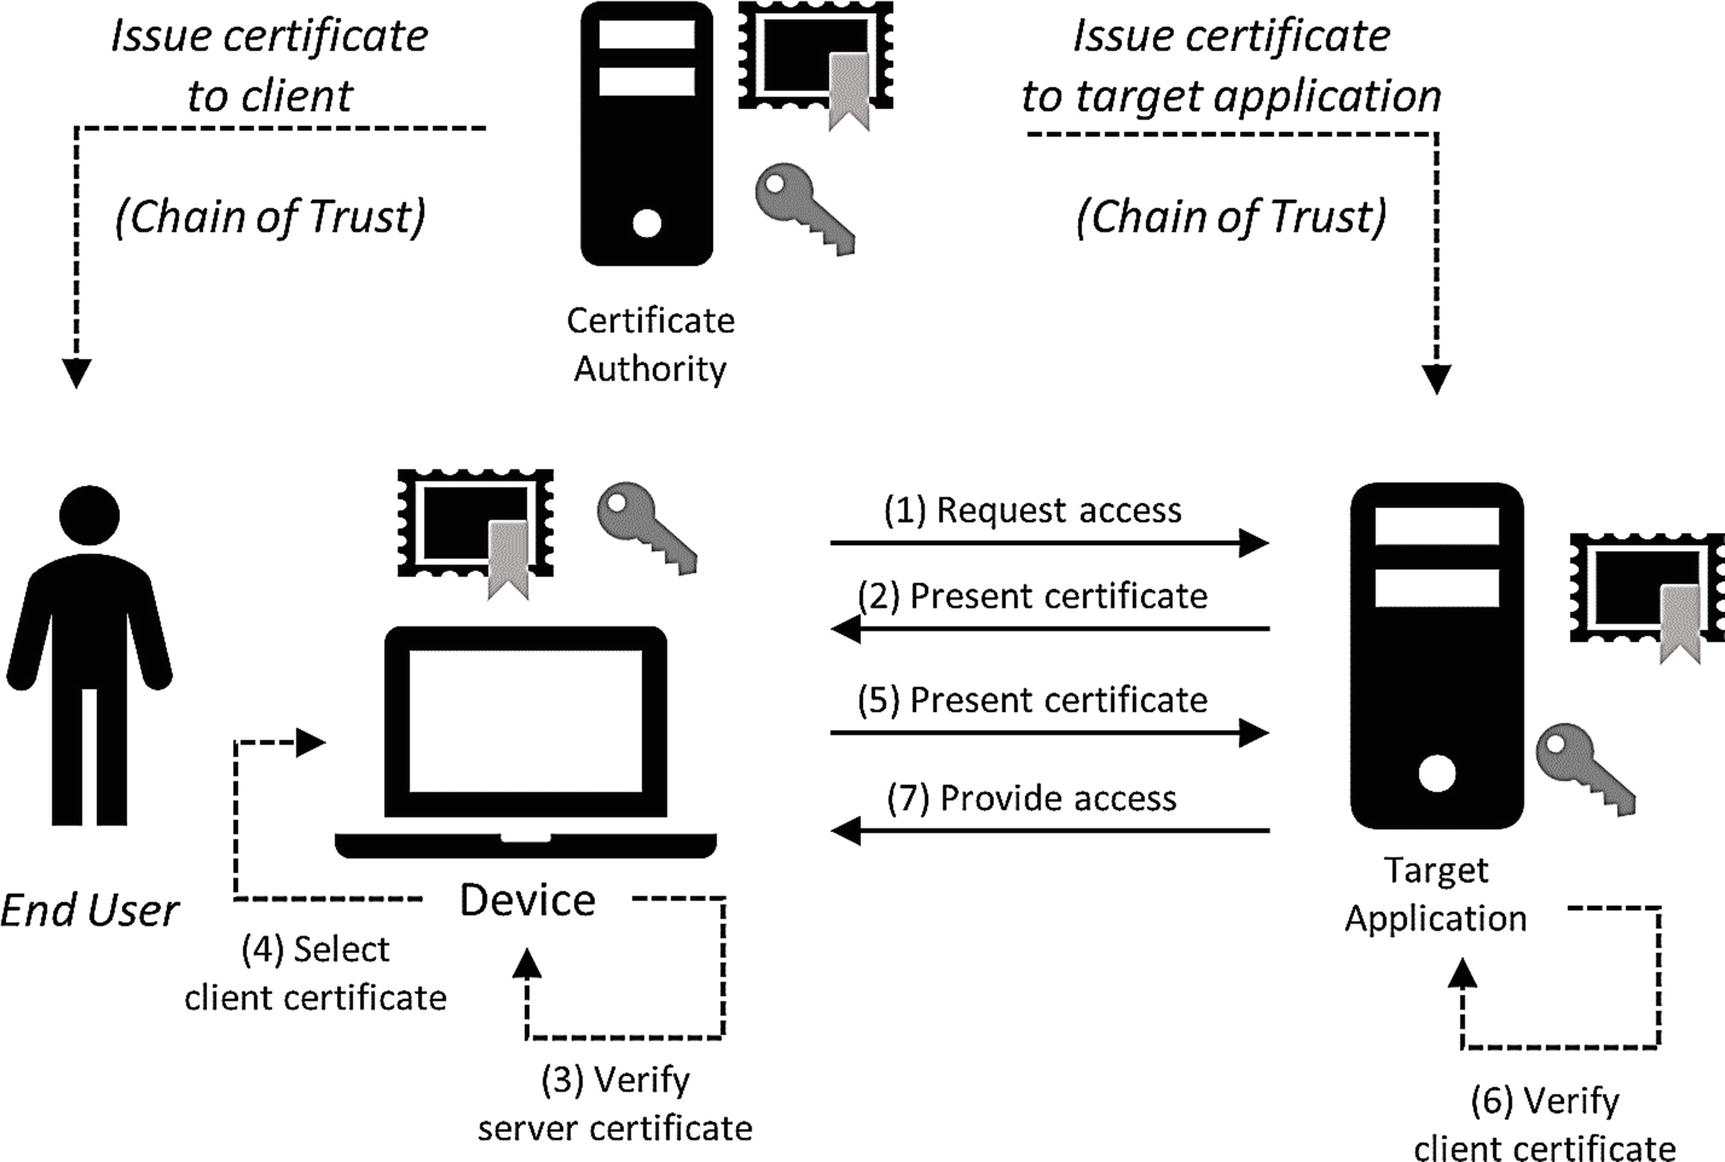 Issue certificate
to client
(Chain of Trust)
Certificate
Authority
Issue certificate
to target application
(Chain of Trust)
(1) Request access
(2) Present certificate
(5) Present certificate
(7) Provide access
End User
Device
(4) Select
client certificate
(3) Verify
server certificate
Target
Application
(6) Verify
client certificate